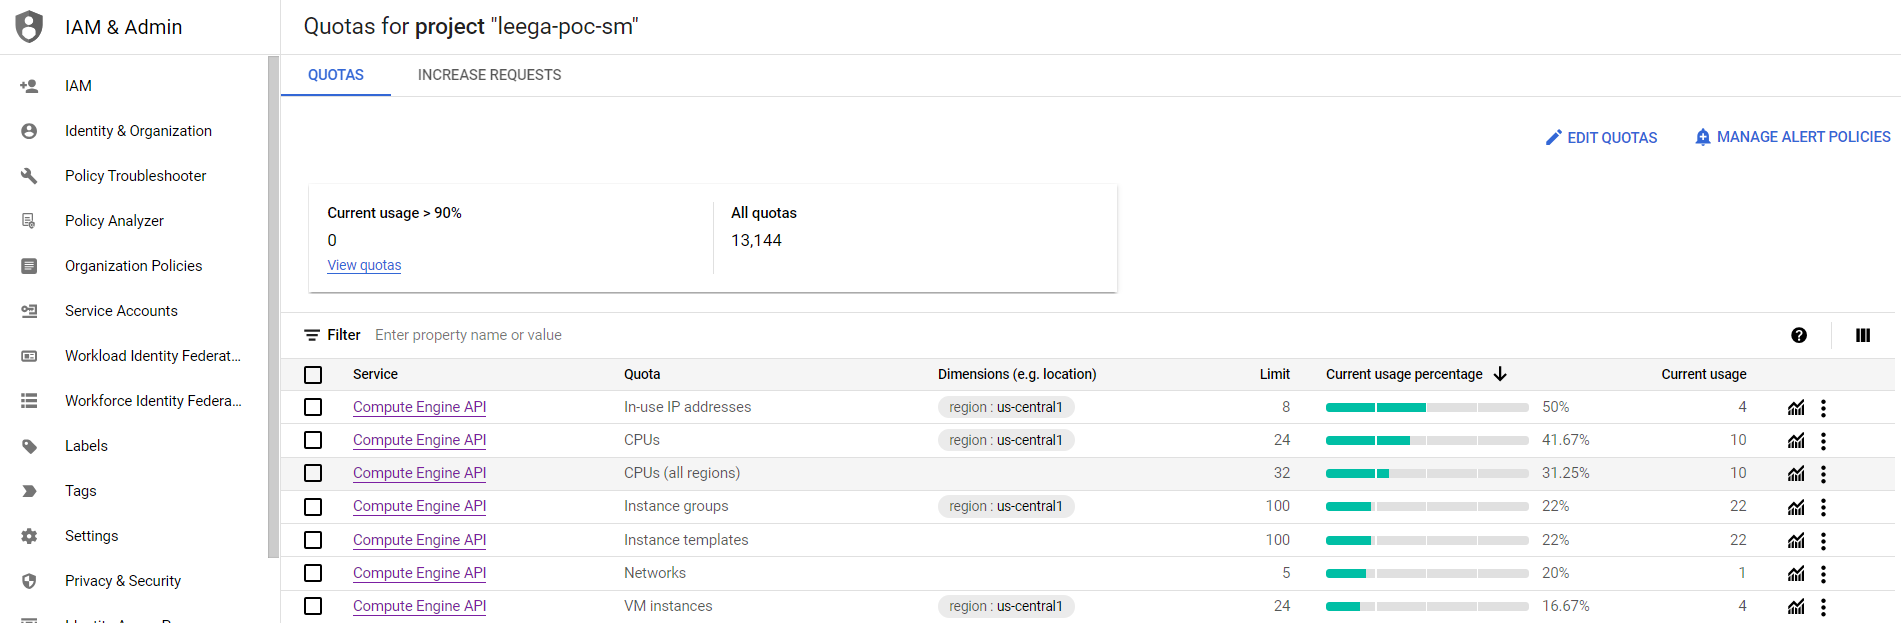 IAM & Admin
Quotas for project "leega-poc-sm"
IAM
Identity & Organization
Policy Troubleshooter
Policy Analyzer
Organization Policies
Service Accounts
Workload Identity Federat...
Workforce Identity Federa...
Labels
Tags
Settings
Privacy & Security
QUOTAS INCREASE REQUESTS
EDIT QUOTAS MANAGE ALERT POLICIES
Current usage > 90%
0
View quotas
All quotas
13,144
Filter Enter property name or value
Service Quota Dimensions (e.g. location) Limit Current usage percentage Current usage
Compute Engine API In-use IP addresses region : us-central1 8 50% 4
Compute Engine API CPUs region : us-central1 24 41.67% 10
Compute Engine API CPUs (all regions) 32 31.25% 10
Compute Engine API Instance groups region : us-central1 100 22% 22
Compute Engine API Instance templates 100 22% 22
Compute Engine API Networks 5 20% 1
Compute Engine API VM instances region : us-central1 24 16.67% 4